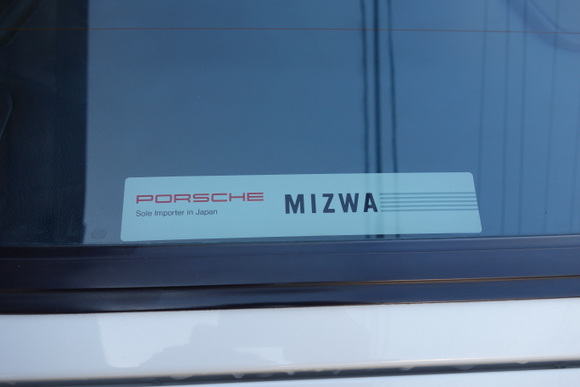 PORSCHE MIZWA
Sole Importer in Japan